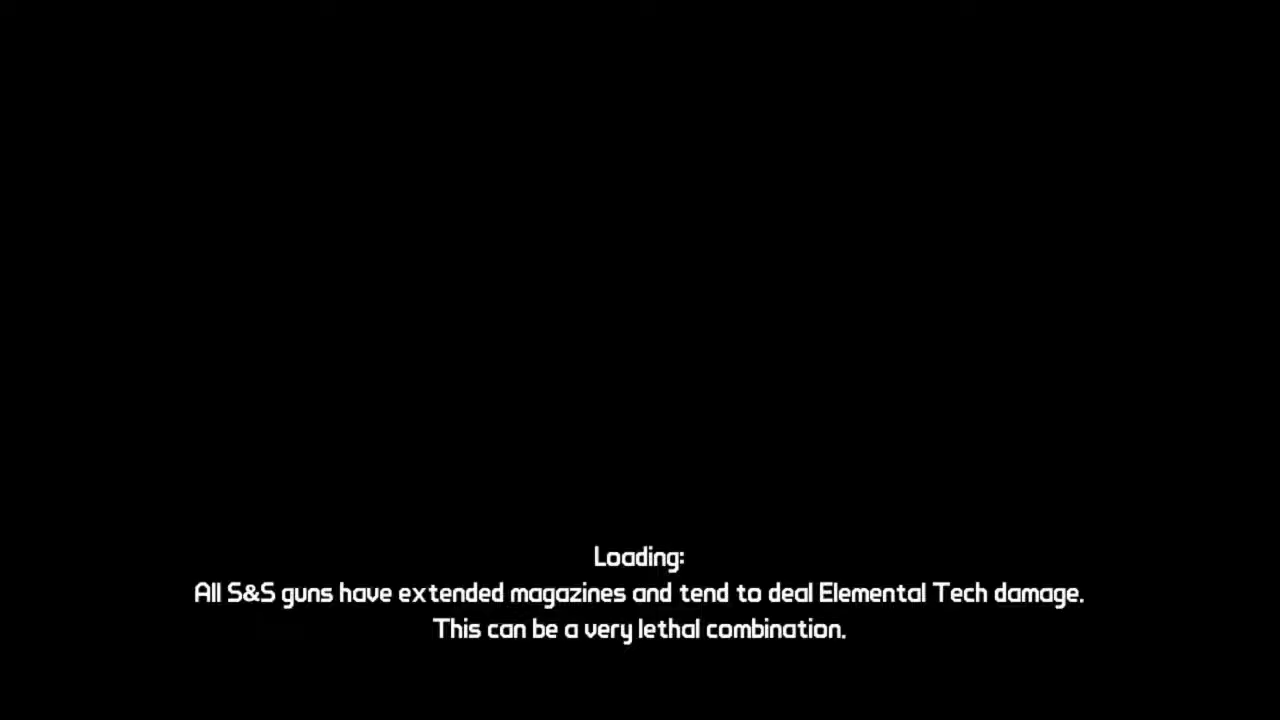 Loading:
All S&S guns have extended magazines and tend to deal Elemental Tech damage.
This can be a very lethal combination.